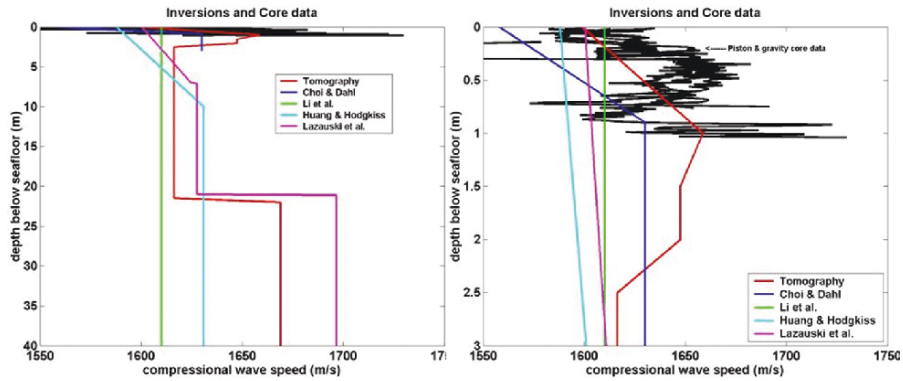 Inversions and Core data
0
5
10
15
20
25
30
35
40
depth below seafloor (m)
Tomography
Choi & Dahl
Li et al.
Huang & Hodgkiss
Lazauski et al.
1550
1600
1650
1700
175
compressional wave speed (m/s)
Inversions and Core data
0
0.5
1
1.5
2
2.5
3
depth below seafloor (m)
<----- Piston & gravity core data
Tomography
Choi & Dahl
Li et al.
Huang & Hodgkiss
Lazauski et al.
1550
1600
1650
1700
1750
compressional wave speed (m/s)